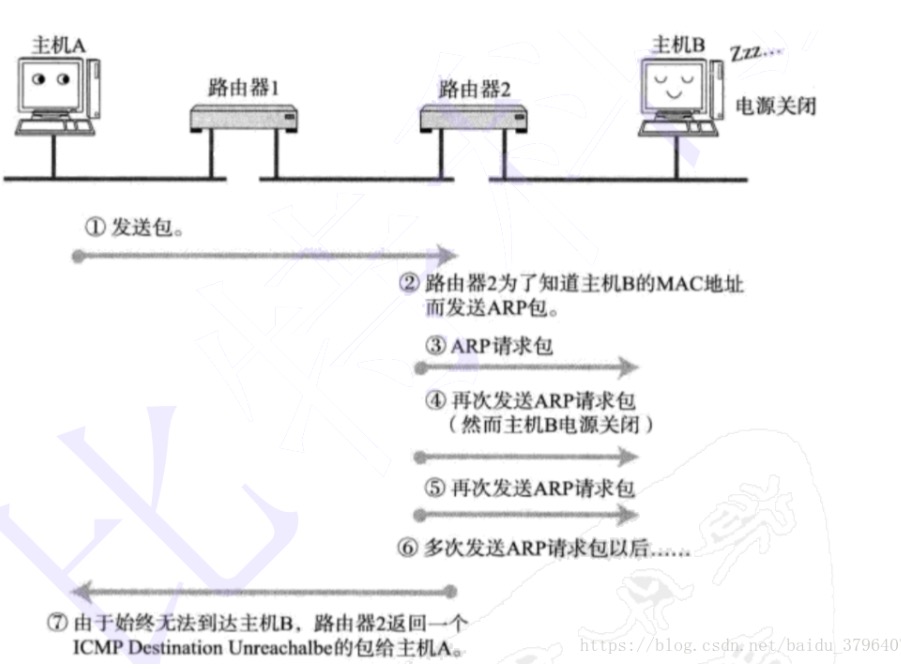 主机A
主机B
Zzz...
路由器1
路由器2
电源关闭
① 发送包。
② 路由器2为了知道主机B的MAC地址
而发送ARP包。
③ ARP请求包
④ 再次发送ARP请求包
（然而主机B电源关闭）
⑤ 再次发送ARP请求包
⑥ 多次发送ARP请求包以后……
⑦ 由于始终无法到达主机B，路由器2返回一个
ICMP Destination Unreachalbe的包给主机A。
https://blog.csdn.net/baidu_379640